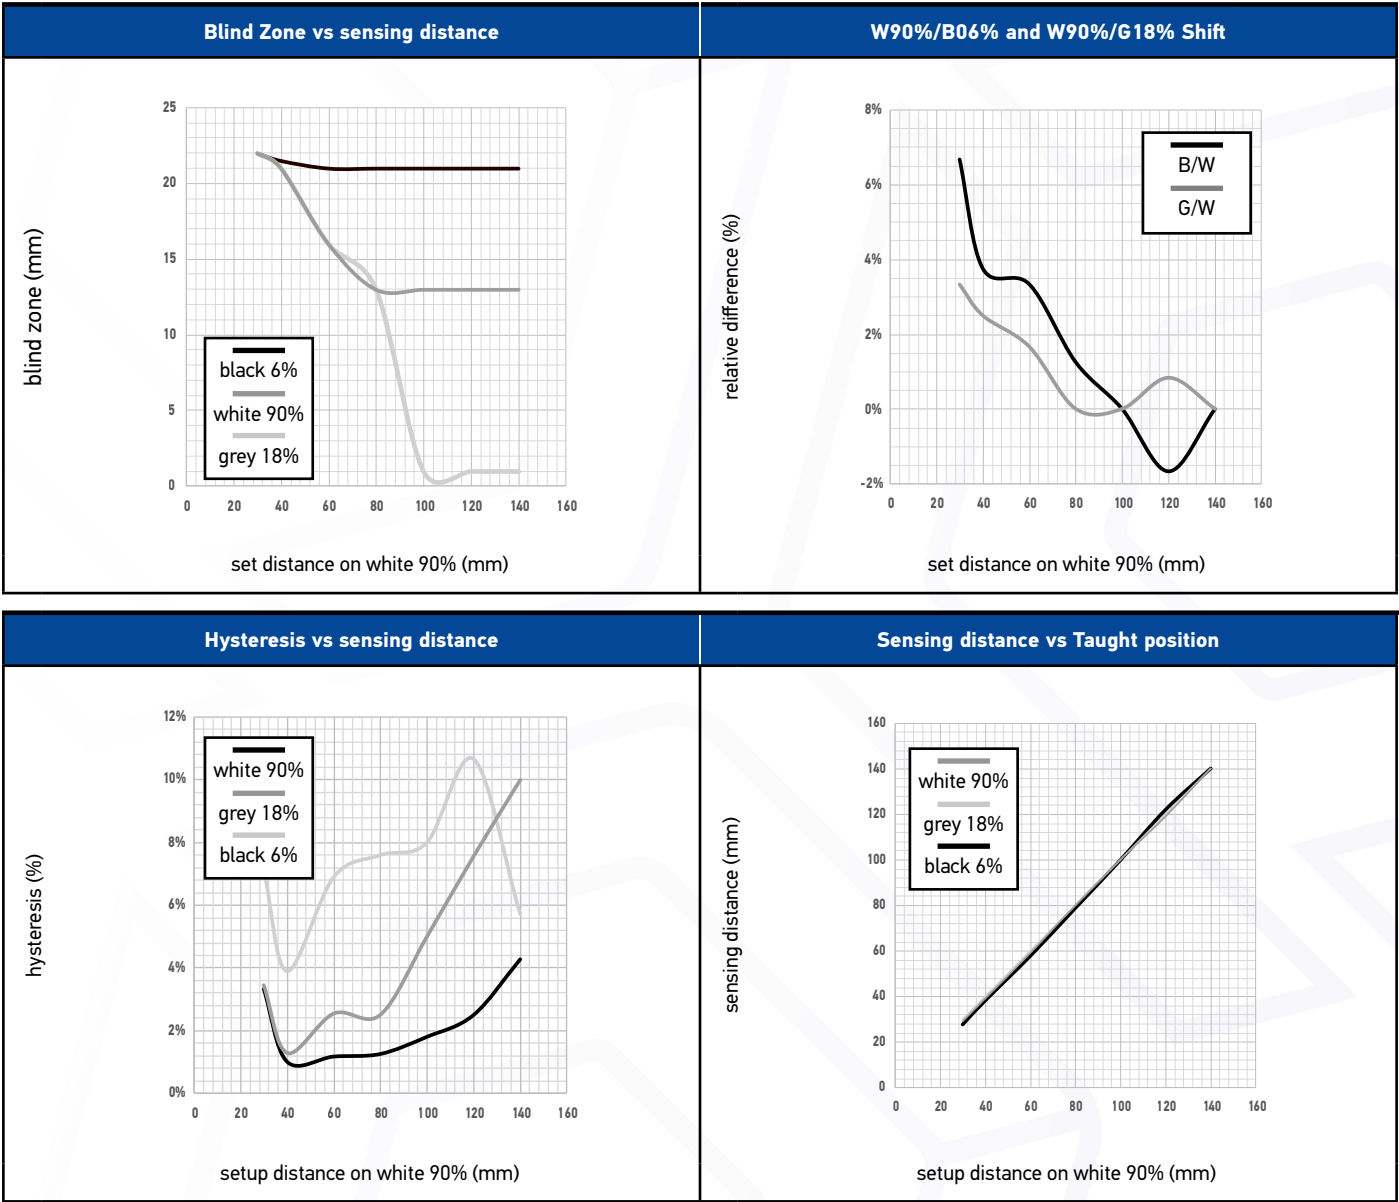 Blind Zone vs sensing distance
W90%/B06% and W90%/G18% Shift
25
20
15
10
5
0
blind zone (mm)
black 6%
white 90%
grey 18%
0 20 40 60 80 100 120 140 160
set distance on white 90% (mm)
8%
6%
4%
2%
0%
-2%
relative difference (%)
B/W
G/W
0 20 40 60 80 100 120 140 160
set distance on white 90% (mm)
Hysteresis vs sensing distance
Sensing distance vs Taught position
12%
10%
8%
6%
4%
2%
0%
hysteresis (%)
white 90%
grey 18%
black 6%
0 20 40 60 80 100 120 140 160
setup distance on white 90% (mm)
160
140
120
100
80
60
40
20
0
sensing distance (mm)
white 90%
grey 18%
black 6%
0 20 40 60 80 100 120 140 160
setup distance on white 90% (mm)